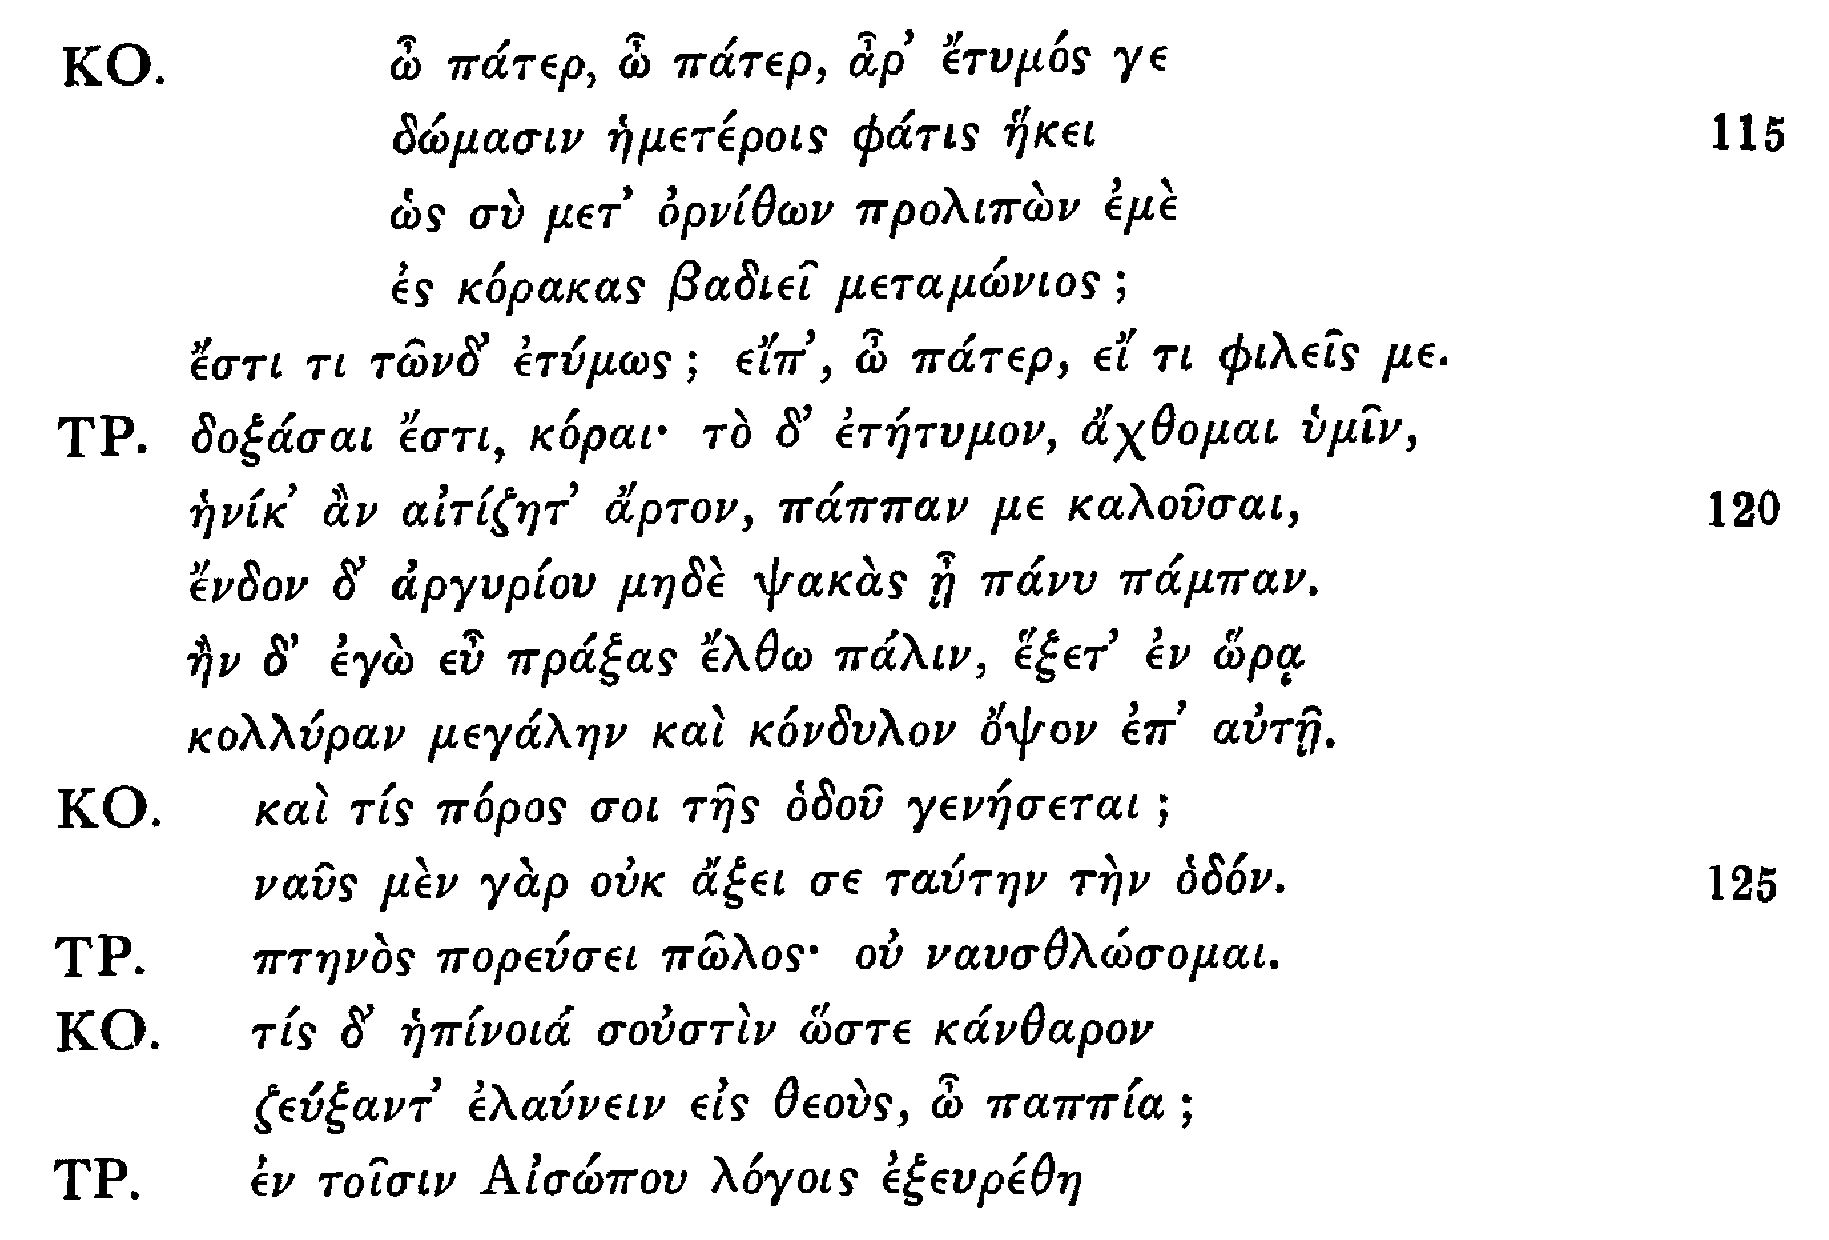 ΚΟ. ὦ πάτερ, ὦ πάτερ, ἆρ’ ἔτυμός γε
δώμασιν ἡμετέροις φάτις ἥκει 115
ὡς σὺ μετ’ ὀρνίθων προλιπὼν ἐμὲ
ἐς κόρακας βαδιεῖ μεταμώνιος ;
ἔστι τι τῶνδ’ ἐτύμως ; εἴπ’, ὦ πάτερ, εἴ τι φιλεῖς με.
ΤΡ. δοξάσαι ἔστι, κόραι· τὸ δ’ ἐτήτυμον, ἄχθομαι ὑμῖν,
ἡνίκ’ ἂν αἰτίζητ’ ἄρτον, πάππαν με καλοῦσαι, 120
ἔνδον δ’ ἀργυρίου μηδὲ ψακὰς ᾖ πάνυ πάμπαν.
ἢν δ’ ἐγὼ εὖ πράξας ἔλθω πάλιν, ἕξετ’ ἐν ὥρᾳ
κολλύραν μεγάλην καὶ κόνδυλον ὄψον ἐπ’ αὐτῇ.
ΚΟ. καὶ τίς πόρος σοι τῆς ὁδοῦ γενήσεται ;
ναῦς μὲν γὰρ οὐκ ἄξει σε ταύτην τὴν ὁδόν. 125
ΤΡ. πτηνὸς πορεύσει πῶλος· οὐ ναυσθλώσομαι.
ΚΟ. τίς δ’ ἡπίνοιά σοὐστὶν ὥστε κάνθαρον
ζεύξαντ’ ἐλαύνειν εἰς θεοὺς, ὦ παππία ;
ΤΡ. ἐν τοῖσιν Αἰσώπου λόγοις ἐξευρέθη